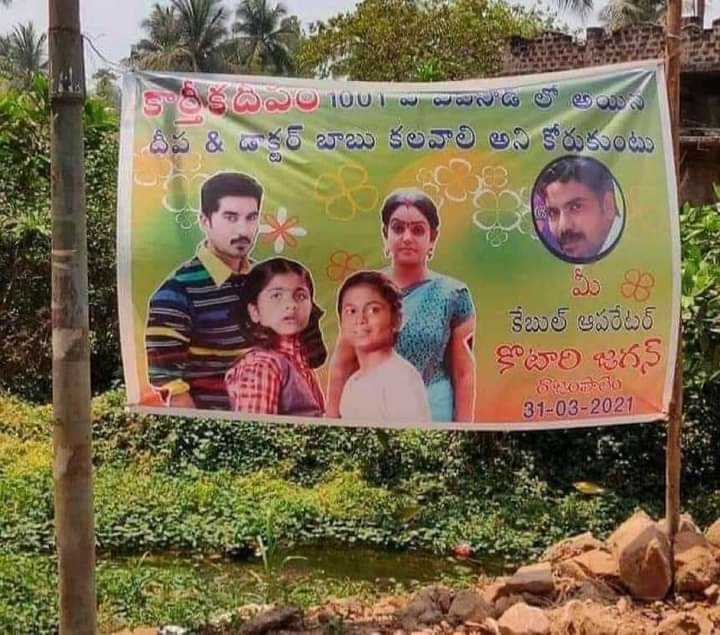 కార్తీకదీపం 1001 వ ఎపిసోడ్ లో అయినా
దీప & డాక్టర్ బాబు కలవాలి అని కోరుకుంటు
మీ
కేబుల్ ఆపరేటర్
కొటారి జగన్
31-03-2021